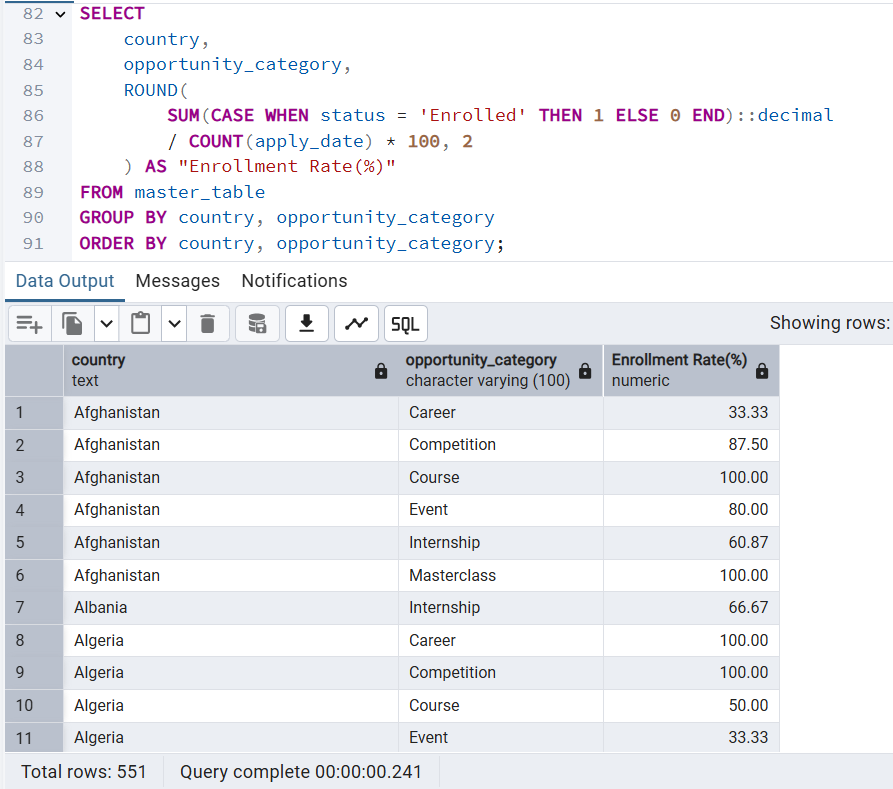 82 SELECT
83 country,
84 opportunity_category,
85 ROUND(
86 SUM(CASE WHEN status = 'Enrolled' THEN 1 ELSE 0 END)::decimal
87 / COUNT(apply_date) * 100, 2
88 ) AS "Enrollment Rate(%)"
89 FROM master_table
90 GROUP BY country, opportunity_category
91 ORDER BY country, opportunity_category;
Data Output Messages Notifications
SQL Showing rows:
country opportunity_category Enrollment Rate(%)
text character varying (100) numeric
1 Afghanistan Career 33.33
2 Afghanistan Competition 87.50
3 Afghanistan Course 100.00
4 Afghanistan Event 80.00
5 Afghanistan Internship 60.87
6 Afghanistan Masterclass 100.00
7 Albania Internship 66.67
8 Algeria Career 100.00
9 Algeria Competition 100.00
10 Algeria Course 50.00
11 Algeria Event 33.33
Total rows: 551 Query complete 00:00:00.241